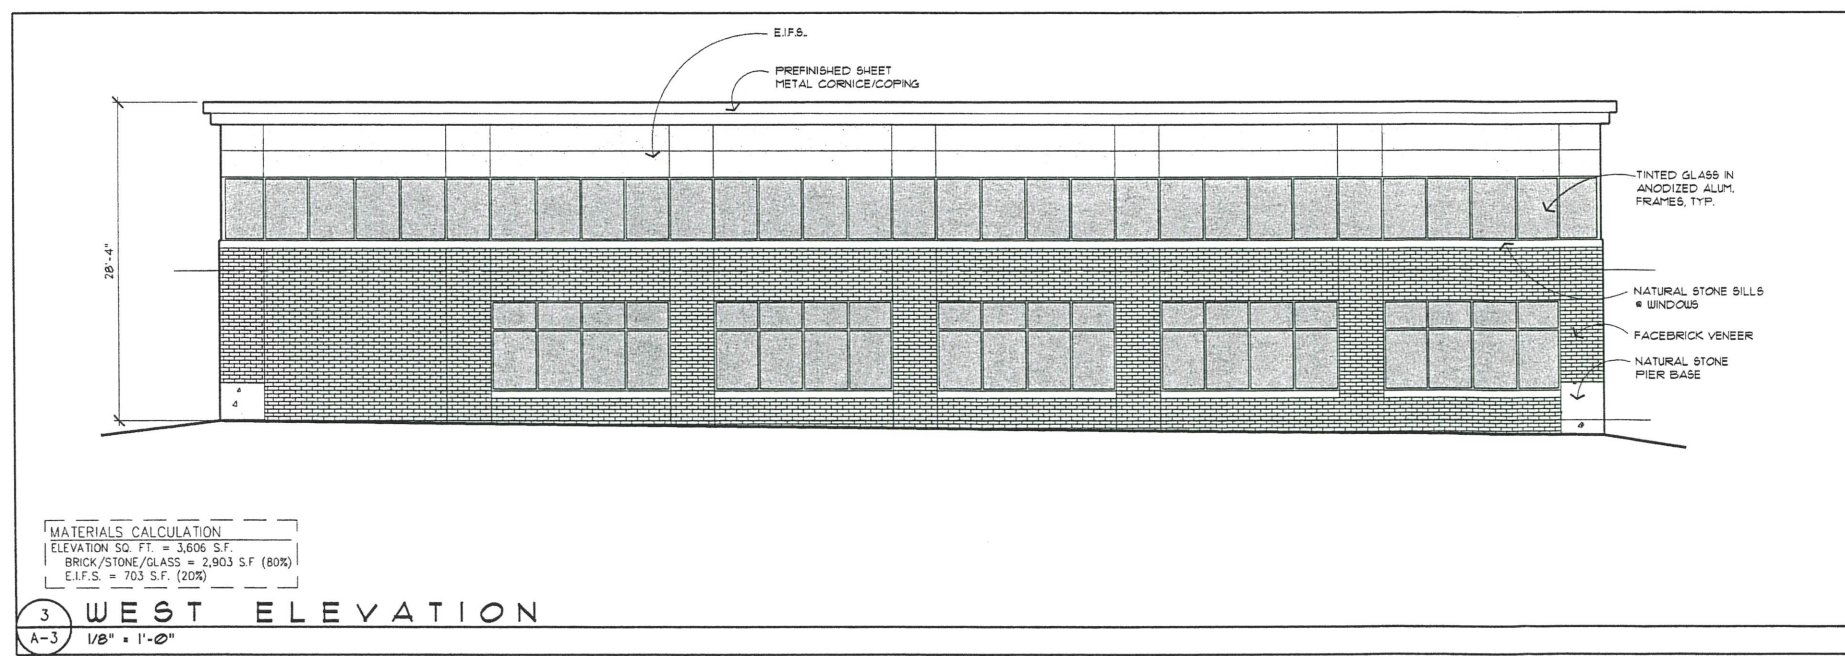 E.I.F.S.
PREFINISHED SHEET
METAL CORNICE/COPING
28'-4"
TINTED GLASS IN
ANODIZED ALUM.
FRAMES, TYP.
NATURAL STONE SILLS
@ WINDOWS
FACEBRICK VENEER
NATURAL STONE
PIER BASE
MATERIALS CALCULATION
ELEVATION SQ. FT. = 3,606 S.F.
BRICK/STONE/GLASS = 2,903 S.F (80%)
E.I.F.S. = 703 S.F. (20%)
3
A-3
WEST ELEVATION
1/8" = 1'-0"